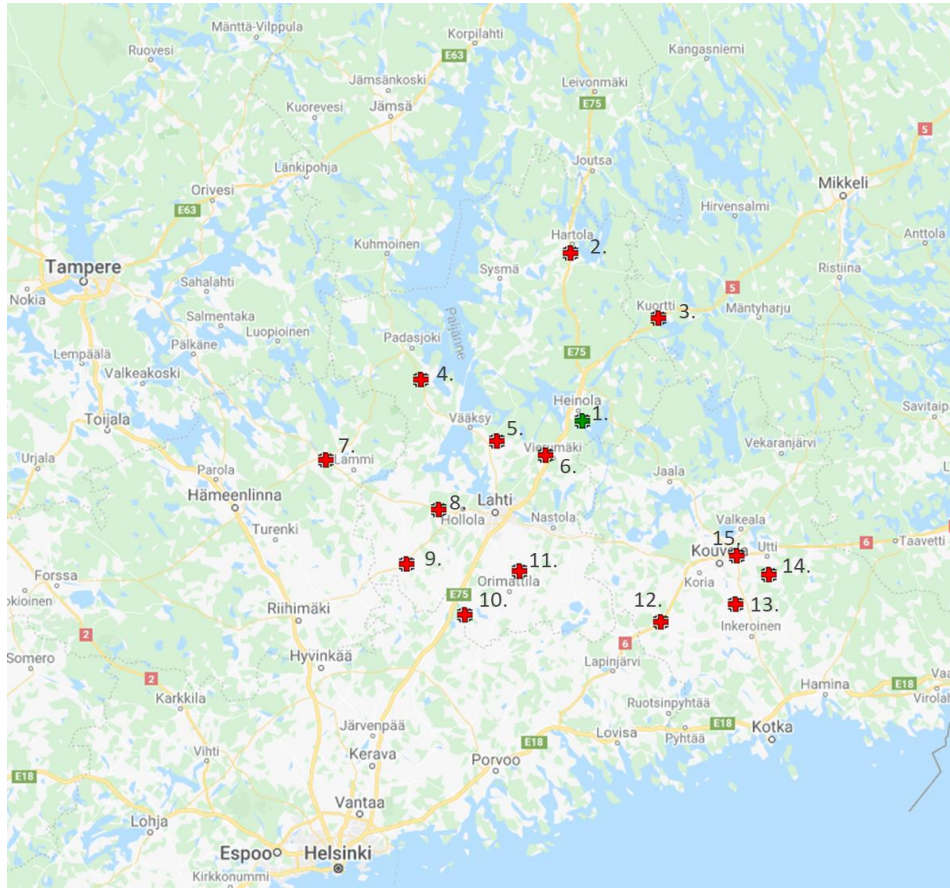 Mänttä-Vilppula
Korpilahti
Ruovesi
E63
Kangasniemi
Jämsänkoski
Leivonmäki
Kuorevesi
Jämsä
E75
5
Joutsa
Länkipohja
Mikkeli
Orivesi
E63
Hirvensalmi
Hartola
2.
Kuhmoinen
Anttola
Tampere
Sysmä
Ristiina
Nokia
Sahalahti
5
Kuortti
3.
Mäntyharju
Salmentaka
Luopioinen
Päijänne
Padasjoki
Pälkäne
Lempäälä
E75
Valkeakoski
4.
Heinola
1.
Savitaip
Toijala
Vääksy
5.
Vierumäki
6.
Vekaranjärvi
7.
Lammi
Urjala
Parola
Jaala
Hämeenlinna
8.
Lahti
Hollola
Nastola
Valkeala
Turenki
15.
Kouvola
Utti
6
Taavetti
9.
11.
14.
Koria
Orimattila
Forssa
E75
10.
12.
13.
okioinen
Riihimäki
Inkeroinen
2
6
Somero
Hyvinkää
Lapinjärvi
2
Karkkila
Hamina
E18
Vaa
Virolah
Ruotsinpyhtää
Järvenpää
E18
Kotka
Lovisa
Pyhtää
Vihti
Kerava
E18
Porvoo
E18
Vantaa
Lohja
Espoo
Helsinki
Kirkkonummi